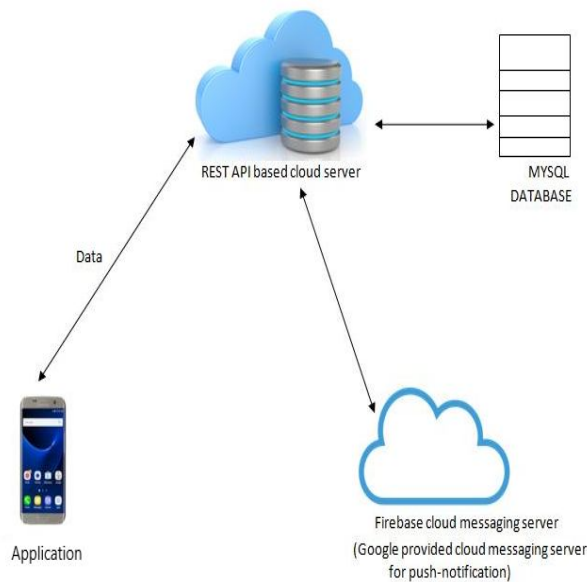 REST API based cloud server
MYSQL
DATABASE
Data
Application
Firebase cloud messaging server
(Google provided cloud messaging server
for push-notification)